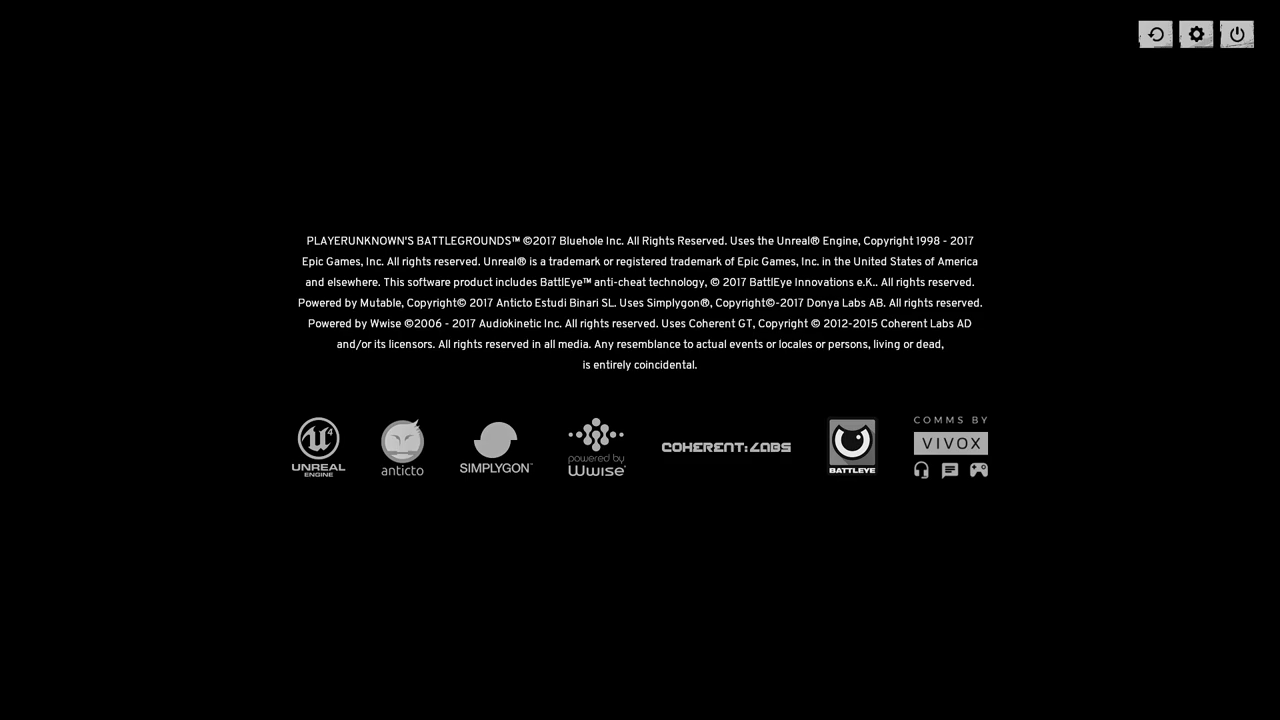 PLAYERUNKNOWN'S BATTLEGROUNDS™ ©2017 Bluehole Inc. All Rights Reserved. Uses the Unreal® Engine, Copyright 1998 - 2017
Epic Games, Inc. All rights reserved. Unreal® is a trademark or registered trademark of Epic Games, Inc. in the United States of America
and elsewhere. This software product includes BattlEye™ anti-cheat technology, © 2017 BattlEye Innovations e.K.. All rights reserved.
Powered by Mutable, Copyright© 2017 Anticto Estudi Binari SL. Uses Simplygon®, Copyright©-2017 Donya Labs AB. All rights reserved.
Powered by Wwise ©2006 - 2017 Audiokinetic Inc. All rights reserved. Uses Coherent GT, Copyright © 2012-2015 Coherent Labs AD
and/or its licensors. All rights reserved in all media. Any resemblance to actual events or locales or persons, living or dead,
is entirely coincidental.
4
UNREAL
ENGINE
anticto
SIMPLYGON™
powered by
Wwise®
COHERENT:LABS
BATTLEYE
COMMS BY
VIVOX